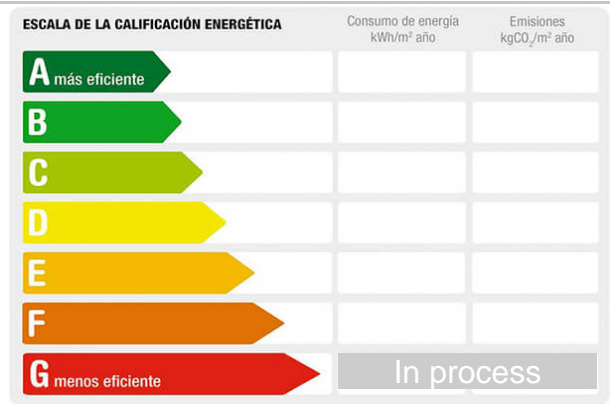 ESCALA DE LA CALIFICACIÓN ENERGÉTICA
Consumo de energía
kWh/m² año
Emisiones
kgCO₂/m² año
A más eficiente
B
C
D
E
F
G menos eficiente
In process